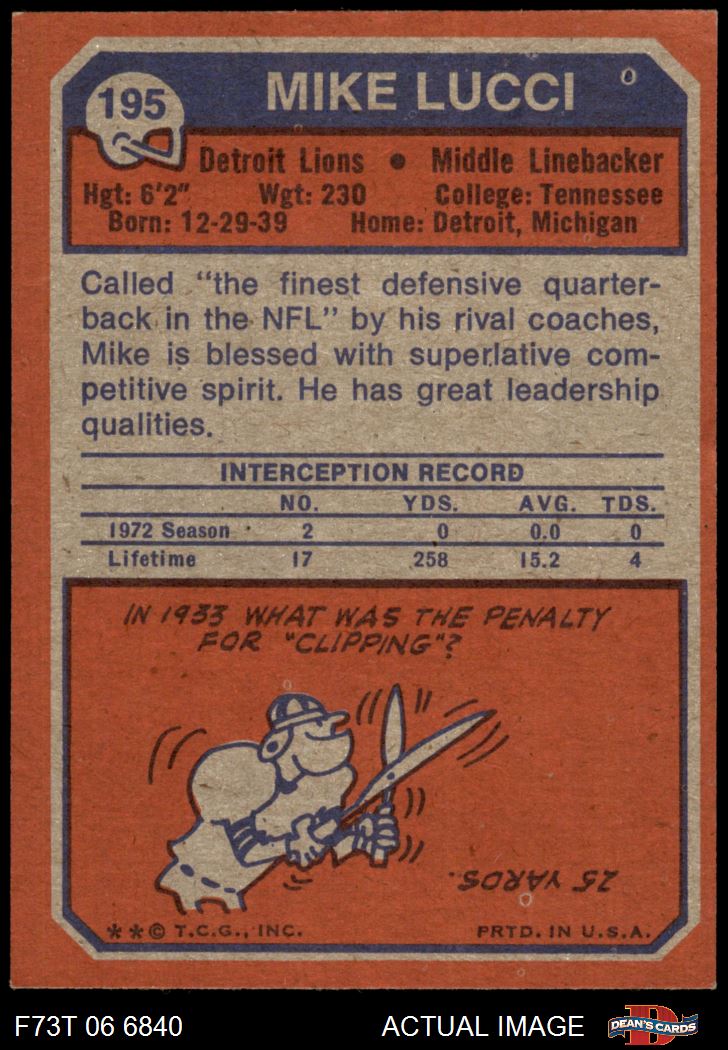 195
MIKE LUCCI
Detroit Lions • Middle Linebacker
Hgt: 6'2" Wgt: 230 College: Tennessee
Born: 12-29-39 Home: Detroit, Michigan
Called "the finest defensive quarter-
back in the NFL" by his rival coaches,
Mike is blessed with superlative com-
petitive spirit. He has great leadership
qualities.
INTERCEPTION RECORD
NO. YDS. AVG. TDS.
1972 Season 2 0 0.0 0
Lifetime 17 258 15.2 4
IN 1933 WHAT WAS THE PENALTY
FOR "CLIPPING"?
25 YARDS.
**© T.C.G., INC. PRTD. IN U.S.A.
F73T 06 6840 ACTUAL IMAGE
DEAN'S CARDS